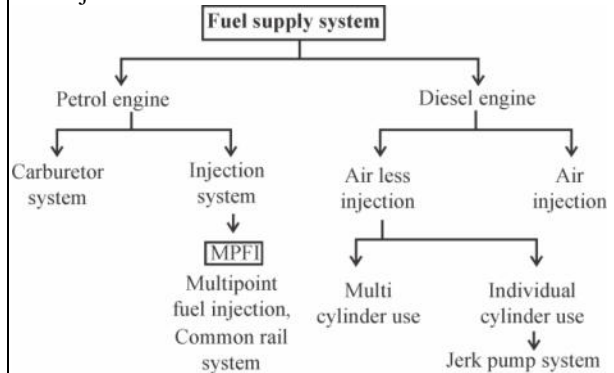 Fuel supply system
Petrol engine
Diesel engine
Carburetor
system
Injection
system
Air less
injection
Air
injection
MPFI
Multipoint
fuel injection,
Common rail
system
Multi
cylinder use
Individual
cylinder use
Jerk pump system